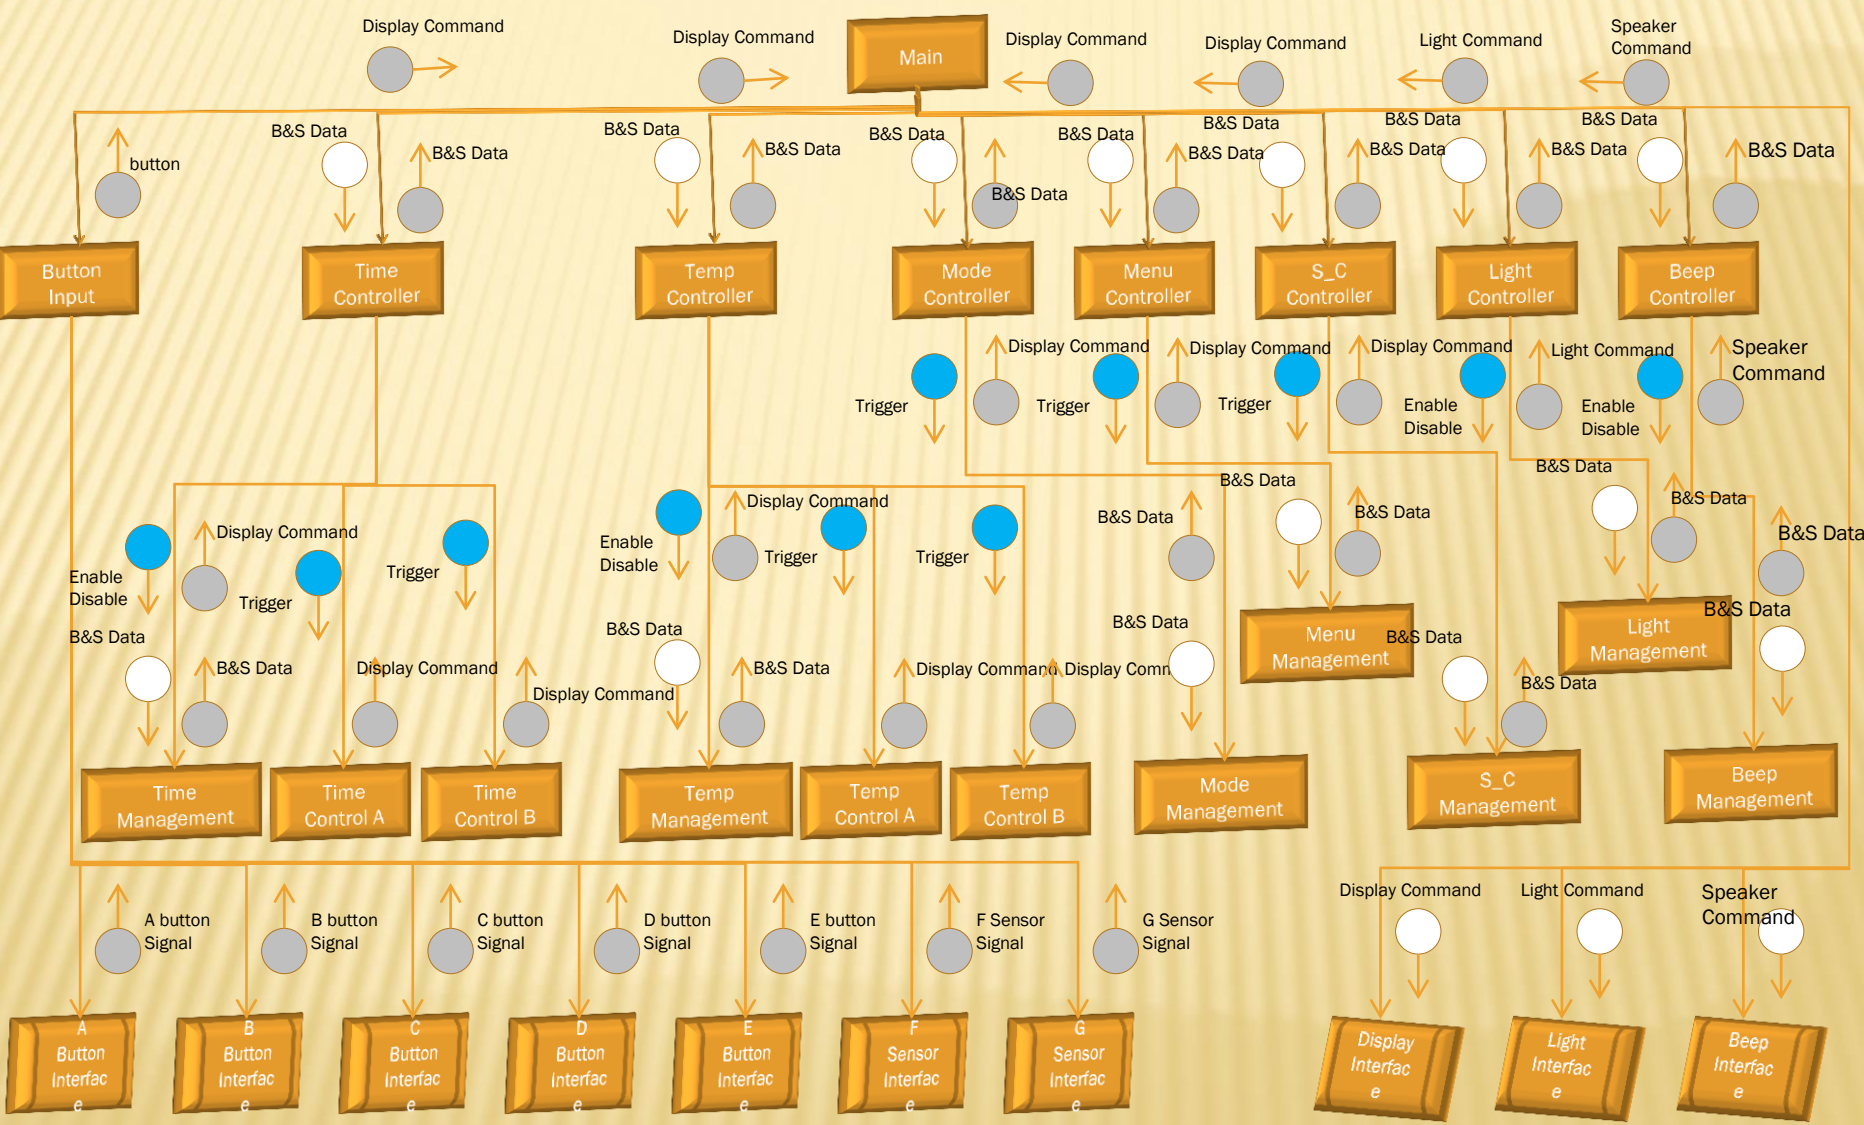 Display Command
Display Command
Main
Display Command
Display Command
Light Command
Speaker
Command
button
B&S Data
B&S Data
B&S Data
B&S Data
B&S Data
B&S Data
B&S Data
B&S Data
B&S Data
B&S Data
B&S Data
B&S Data
B&S Data
B&S Data
Button
Input
Time
Controller
Temp
Controller
Mode
Controller
Menu
Controller
S_C
Controller
Light
Controller
Beep
Controller
Trigger
Display Command
Trigger
Display Command
Trigger
Display Command
Enable
Disable
Light Command
Enable
Disable
Speaker
Command
Enable
Disable
Display Command
Trigger
Trigger
Enable
Disable
Display Command
Trigger
Trigger
B&S Data
B&S Data
B&S Data
B&S Data
B&S Data
B&S Data
B&S Data
B&S Data
Display Command
Display Command
B&S Data
B&S Data
Display Command
Display Comm
B&S Data
B&S Data
B&S Data
B&S Data
Menu
Management
Light
Management
Time
Management
Time
Control A
Time
Control B
Temp
Management
Temp
Control A
Temp
Control B
Mode
Management
S_C
Management
Beep
Management
A button
Signal
B button
Signal
C button
Signal
D button
Signal
E button
Signal
F Sensor
Signal
G Sensor
Signal
Display Command
Light Command
Speaker
Command
A
Button
Interfac
e
B
Button
Interfac
e
C
Button
Interfac
e
D
Button
Interfac
e
E
Button
Interfac
e
F
Sensor
Interfac
e
G
Sensor
Interfac
e
Display
Interfac
e
Light
Interfac
e
Beep
Interfac
e